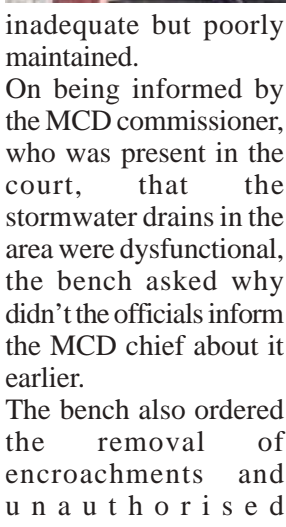 inadequate but poorly
maintained.
On being informed by
the MCD commissioner,
who was present in the
court, that the
stormwater drains in the
area were dysfunctional,
the bench asked why
didn’t the officials inform
the MCD chief about it
earlier.
The bench also ordered
the removal of
encroachments and
unauthorised